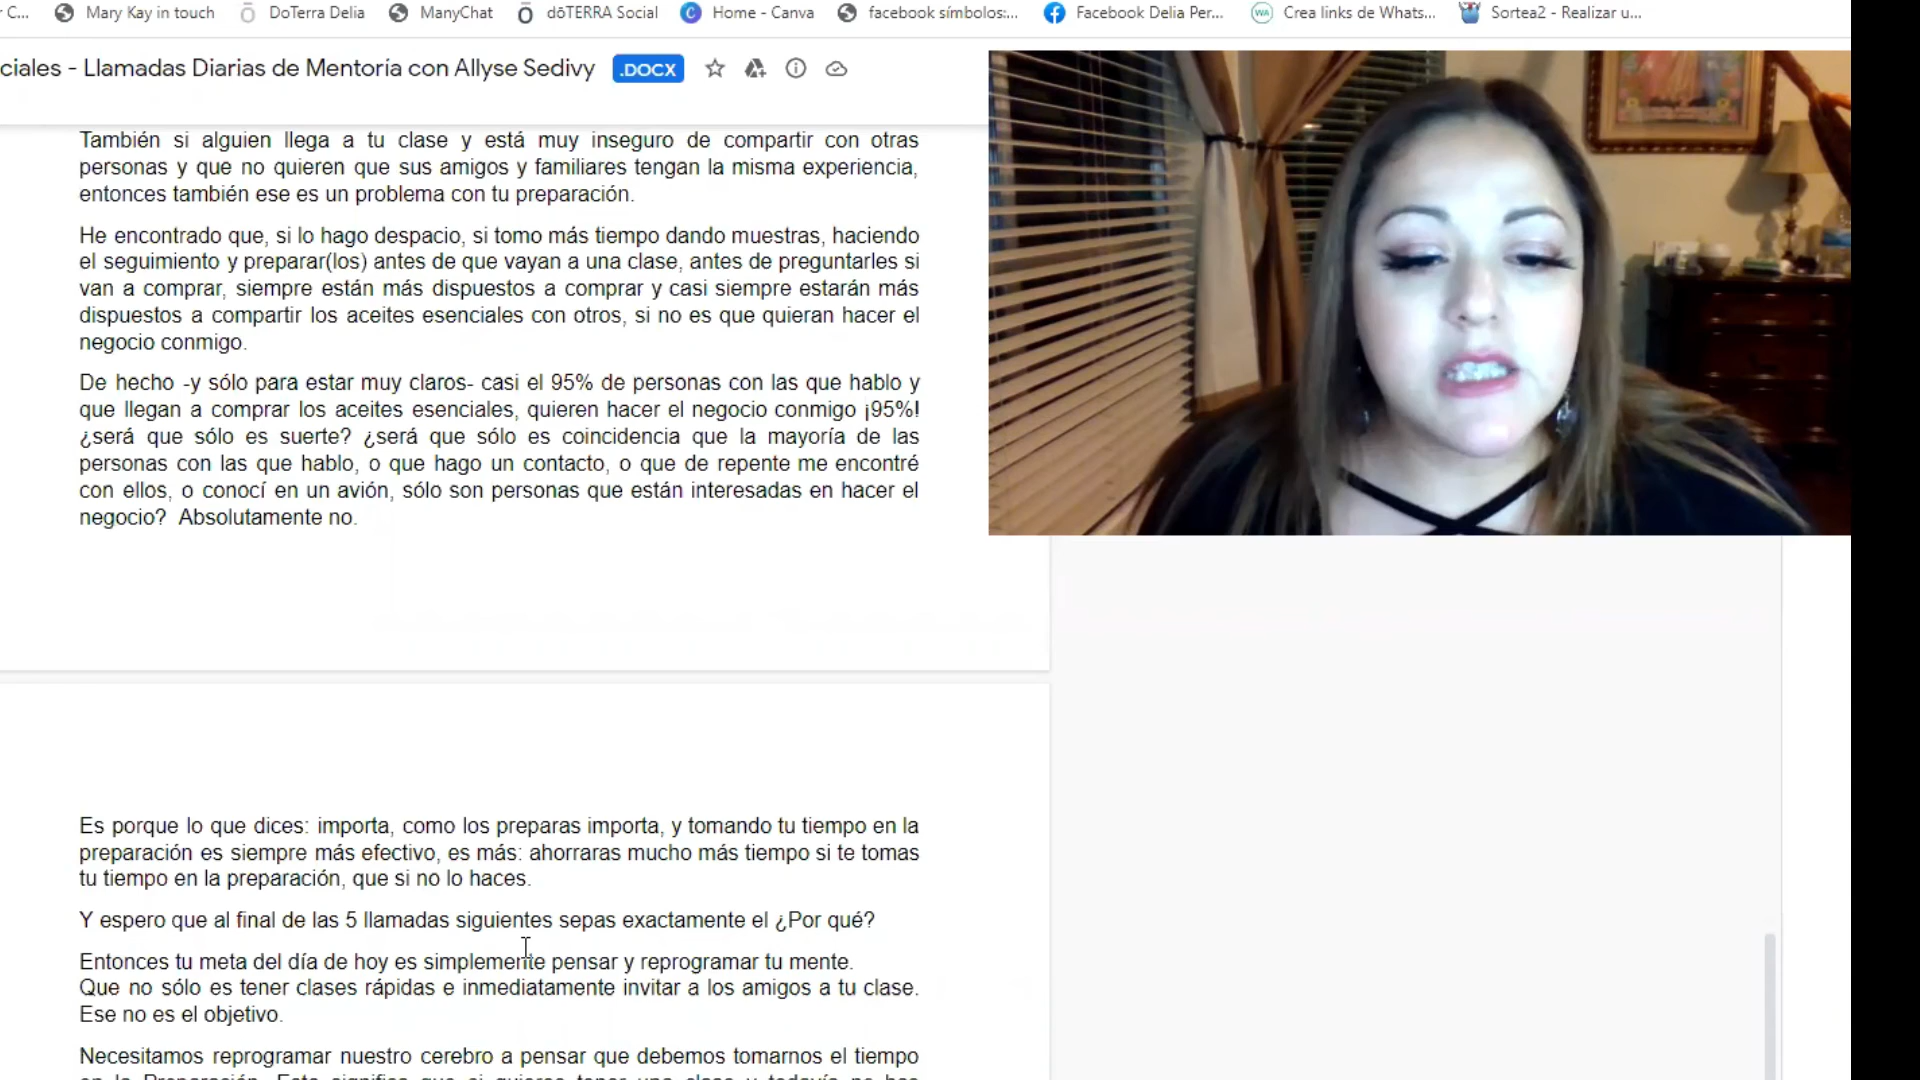 C...
Mary Kay in touch
DoTerra Delia
ManyChat
dōTERRA Social
Home - Canva
facebook símbolos:...
Facebook Delia Per...
WA
Crea links de Whats...
Sortea2 - Realizar u...
ciales - Llamadas Diarias de Mentoría con Allyse Sedivy
.DOCX
También si alguien llega a tu clase y está muy inseguro de compartir con otras
personas y que no quieren que sus amigos y familiares tengan la misma experiencia,
entonces también ese es un problema con tu preparación.
He encontrado que, si lo hago despacio, si tomo más tiempo dando muestras, haciendo
el seguimiento y preparar(los) antes de que vayan a una clase, antes de preguntarles si
van a comprar, siempre están más dispuestos a comprar y casi siempre estarán más
dispuestos a compartir los aceites esenciales con otros, si no es que quieran hacer el
negocio conmigo.
De hecho -y sólo para estar muy claros- casi el 95% de personas con las que hablo y
que llegan a comprar los aceites esenciales, quieren hacer el negocio conmigo ¡95%!
¿será que sólo es suerte? ¿será que sólo es coincidencia que la mayoría de las
personas con las que hablo, o que hago un contacto, o que de repente me encontré
con ellos, o conocí en un avión, sólo son personas que están interesadas en hacer el
negocio? Absolutamente no.
Es porque lo que dices: importa, como los preparas importa, y tomando tu tiempo en la
preparación es siempre más efectivo, es más: ahorraras mucho más tiempo si te tomas
tu tiempo en la preparación, que si no lo haces.
Y espero que al final de las 5 llamadas siguientes sepas exactamente el ¿Por qué?
Entonces tu meta del día de hoy es simplemente pensar y reprogramar tu mente.
Que no sólo es tener clases rápidas e inmediatamente invitar a los amigos a tu clase.
Ese no es el objetivo.
Necesitamos reprogramar nuestro cerebro a pensar que debemos tomarnos el tiempo